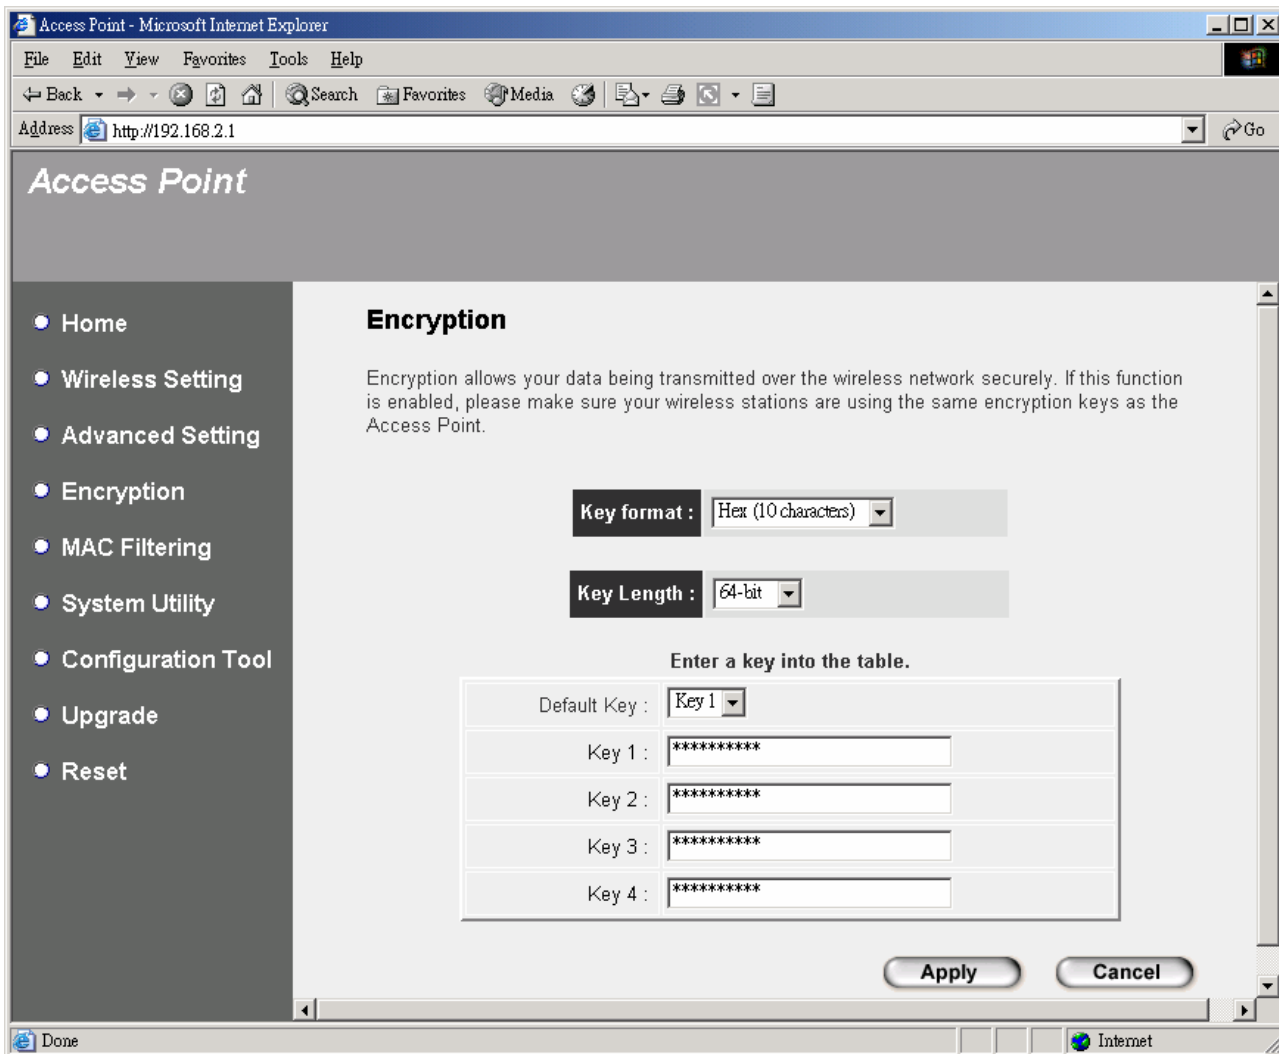 Access Point - Microsoft Internet Explorer
File Edit View Favorites Tools Help
Back Search Favorites Media
Address http://192.168.2.1 Go
Access Point
Home
Wireless Setting
Advanced Setting
Encryption
MAC Filtering
System Utility
Configuration Tool
Upgrade
Reset
Encryption
Encryption allows your data being transmitted over the wireless network securely. If this function
is enabled, please make sure your wireless stations are using the same encryption keys as the
Access Point.
Key format : Hex (10 characters)
Key Length : 64-bit
Enter a key into the table.
Default Key : Key 1
Key 1 : **********
Key 2 : **********
Key 3 : **********
Key 4 : **********
Apply Cancel
Done Internet